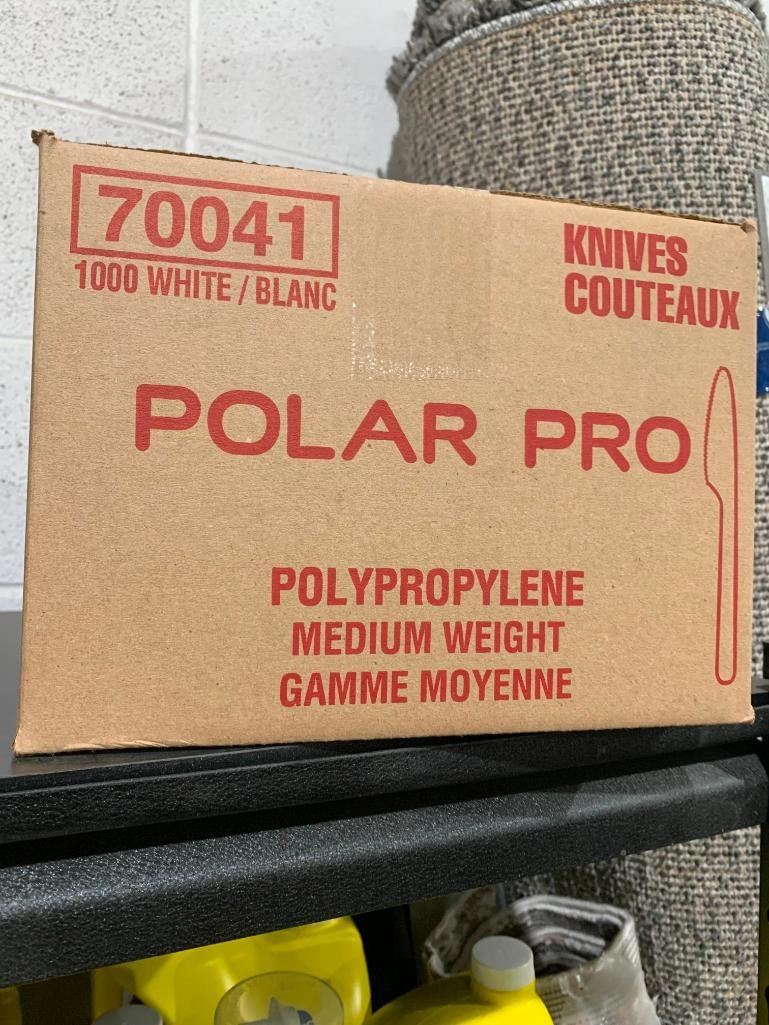 70041
1000 WHITE / BLANC
KNIVES
COUTEAUX
POLAR PRO
POLYPROPYLENE
MEDIUM WEIGHT
GAMME MOYENNE